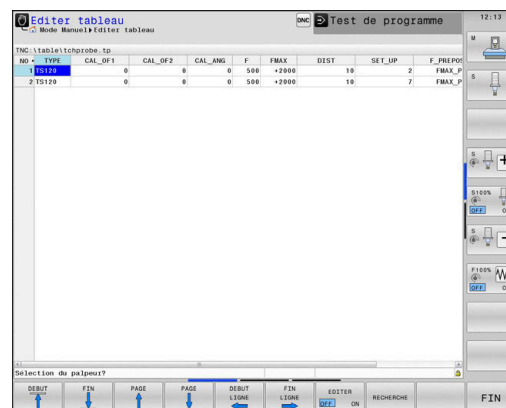 Editer tableau
DNC
Test de programme
12:13
Mode Manuel Editer tableau
TNC:\table\tchprobe.tp
NO TYPE CAL_OF1 CAL_OF2 CAL_ANG F FMAX DIST SET_UP F_PREPOS
1 TS120 0 0 0 500 +2000 10 2 FMAX_P
2 TS120 0 0 0 500 +2000 10 7 FMAX_P
M
S
S
S100%
OFF
S
F100%
OFF
Sélection du palpeur?
DEBUT
FIN
PAGE
PAGE
DEBUT
LIGNE
FIN
LIGNE
EDITER
OFF ON
RECHERCHE
FIN